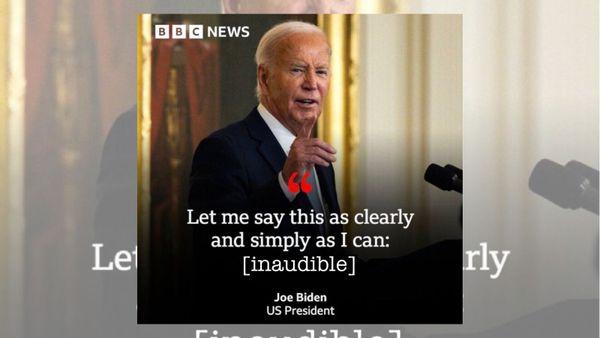 BBC NEWS
“
Let me say this as clearly
and simply as I can:
[inaudible]
Joe Biden
US President
Let
rly
[inaudible]